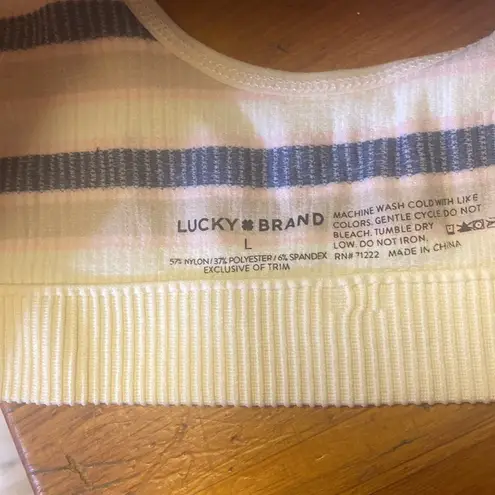 LUCKY BRAND
L
57% NYLON / 37% POLYESTER / 6% SPANDEX
EXCLUSIVE OF TRIM
MACHINE WASH COLD WITH LIKE
COLORS. GENTLE CYCLE. DO NOT
BLEACH. TUMBLE DRY
LOW. DO NOT IRON.
RN# 71222 MADE IN CHINA